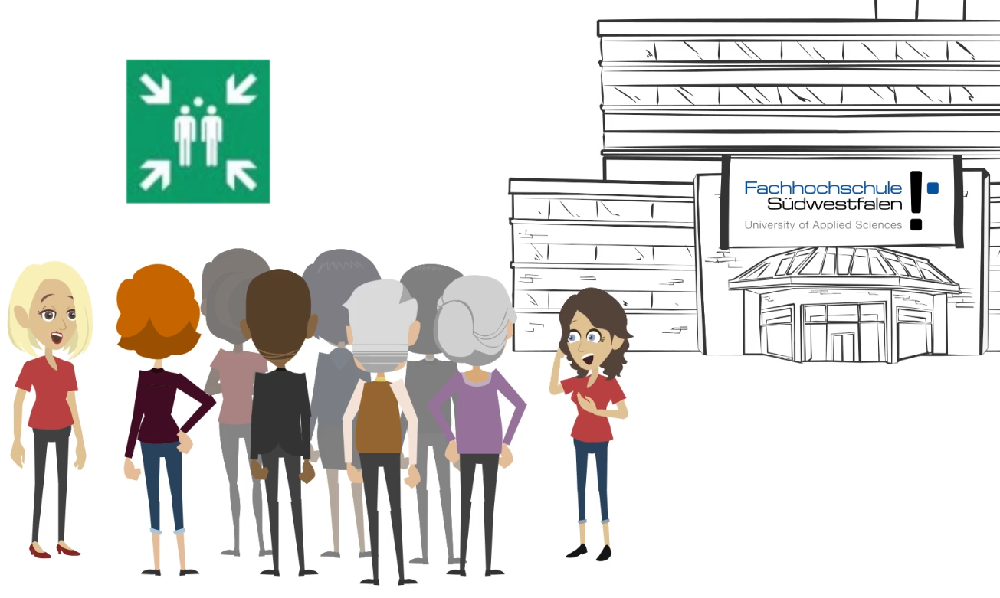 Fachhochschule
Südwestfalen
University of Applied Sciences